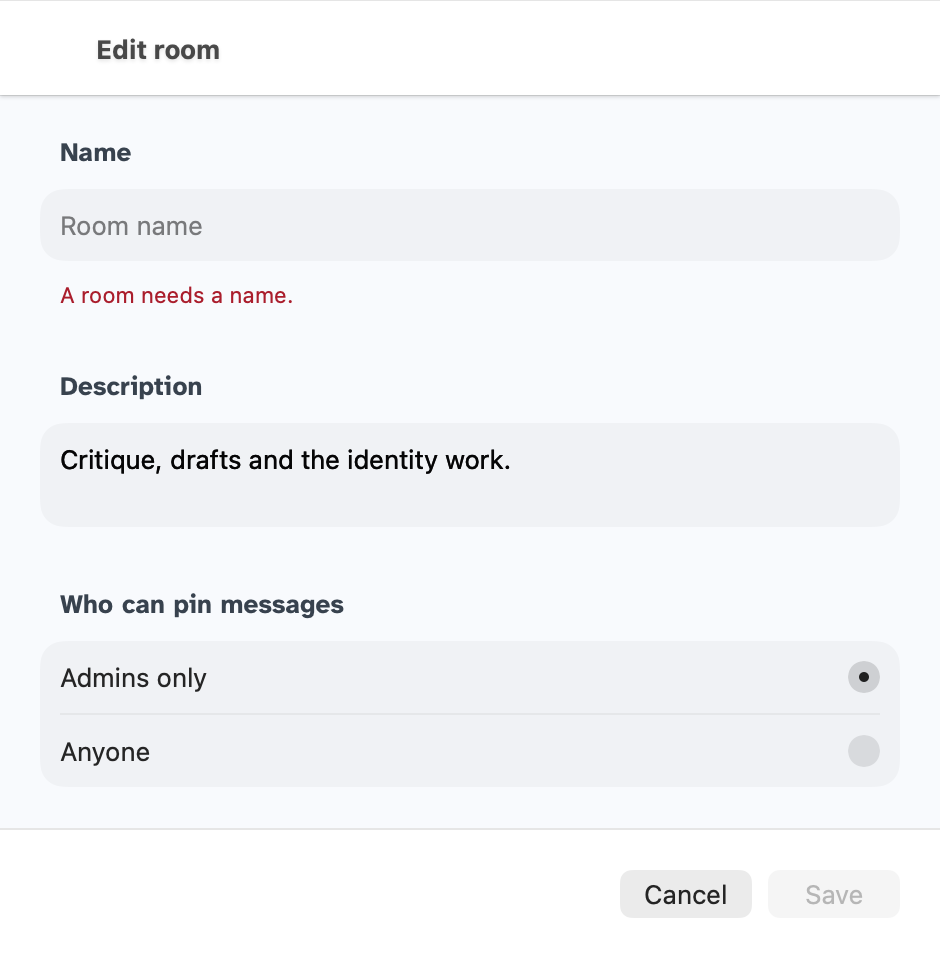 Edit room
Name
Room name
A room needs a name.
Description
Critique, drafts and the identity work.
Who can pin messages
Admins only
Anyone
Cancel
Save